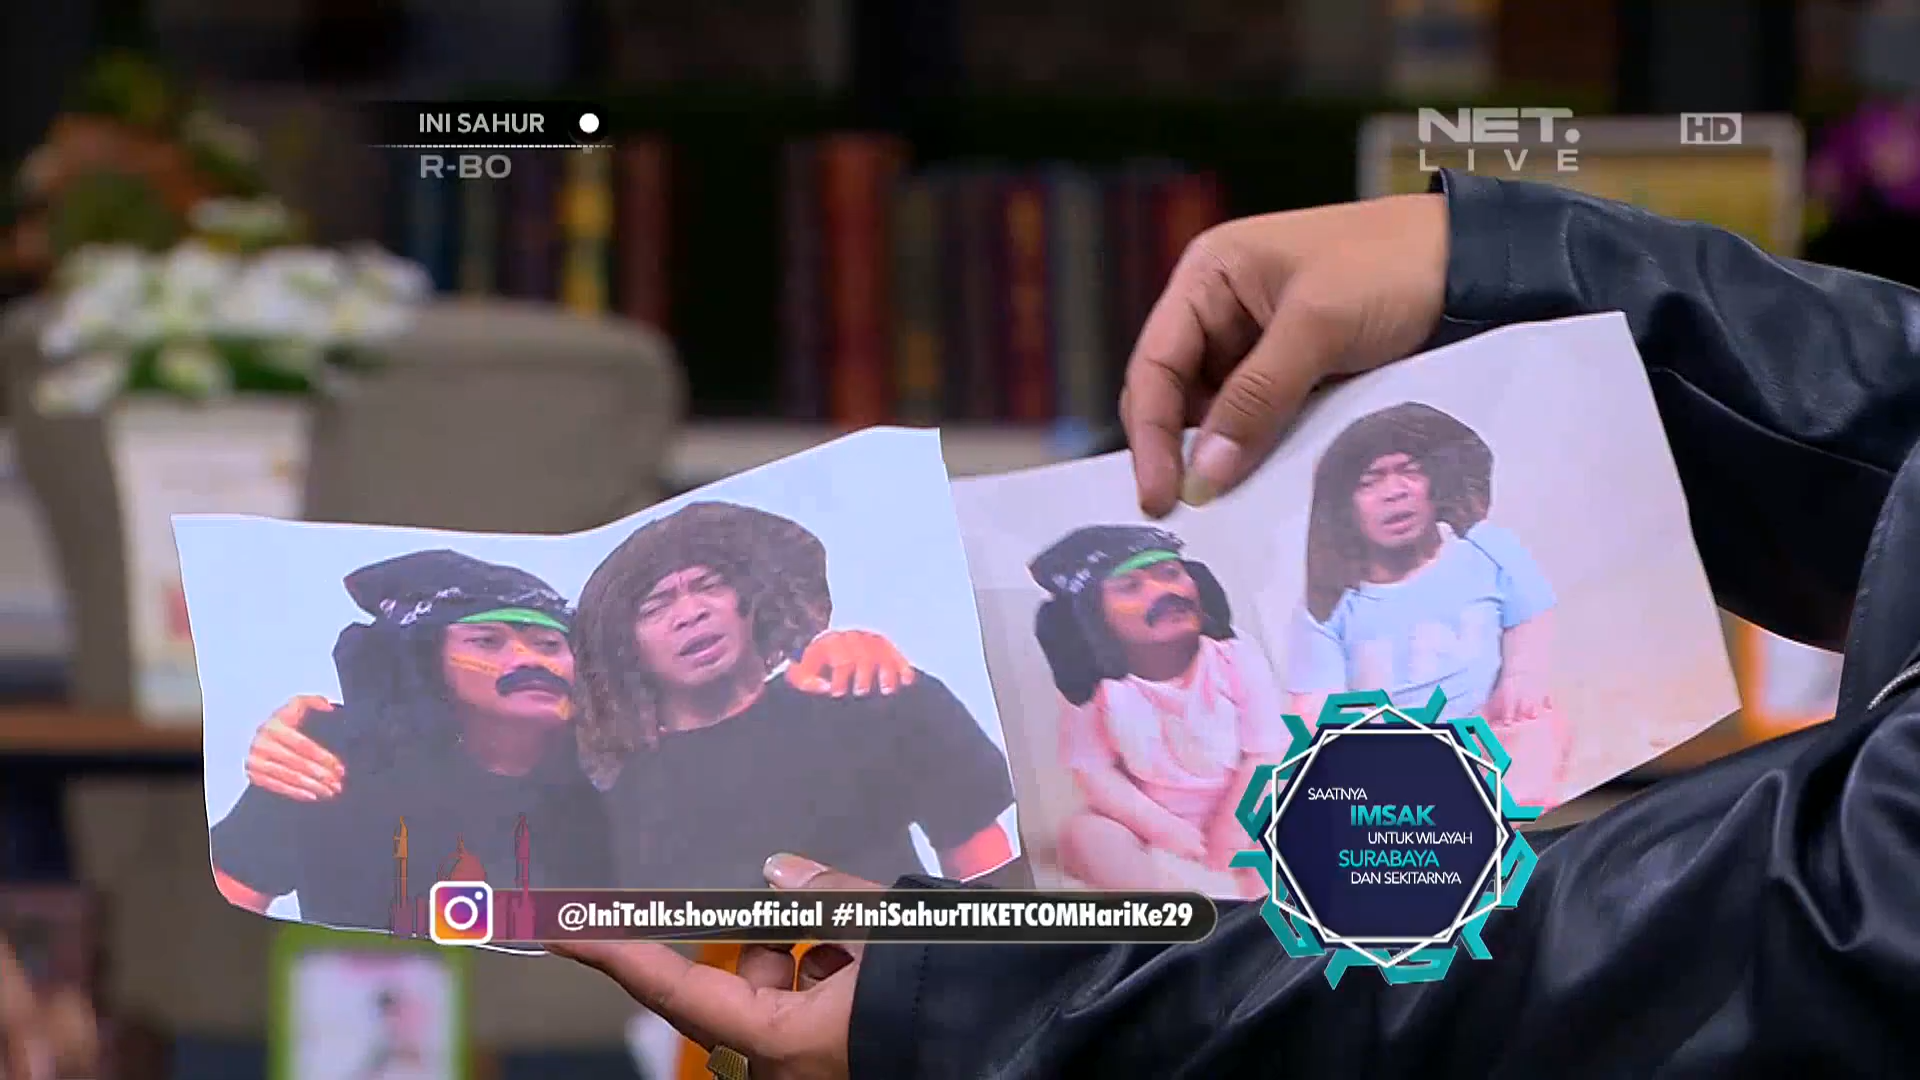 INI SAHUR
R-BO
NET.
LIVE
HD
SAATNYA
IMSAK
UNTUK WILAYAH
SURABAYA
DAN SEKITARNYA
@IniTalkshowofficial #IniSahurTIKETCOMHariKe29